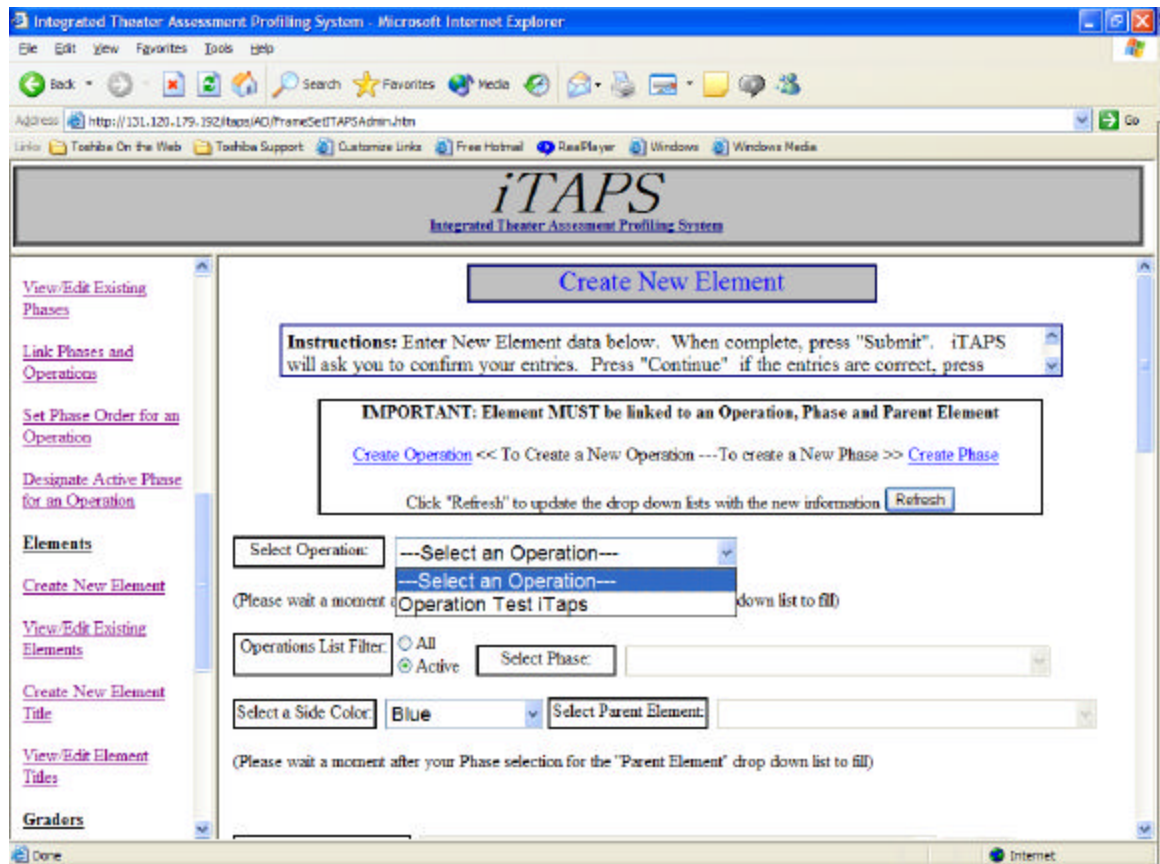 Integrated Theater Assessment Profiling System - Microsoft Internet Explorer
File Edit View Favorites Tools Help
Back Search Favorites Media
Address http://131.120.179.192/itaps/AO/FrameSetITAPSAdmin.htm Go
Links Toshiba On the Web Toshiba Support Customize Links Free Hotmail RealPlayer Windows Windows Media
iTAPS
Integrated Theater Assessment Profiling System
View/Edit Existing
Phases
Link Phases and
Operations
Set Phase Order for an
Operation
Designate Active Phase
for an Operation
Elements
Create New Element
View/Edit Existing
Elements
Create New Element
Title
View/Edit Element
Titles
Graders
Create New Element
Instructions: Enter New Element data below. When complete, press "Submit". iTAPS
will ask you to confirm your entries. Press "Continue" if the entries are correct, press
IMPORTANT: Element MUST be linked to an Operation, Phase and Parent Element
Create Operation << To Create a New Operation ---To create a New Phase >> Create Phase
Click "Refresh" to update the drop down lists with the new information Refresh
Select Operation: ---Select an Operation---
---Select an Operation---
(Please wait a moment Operation Test iTaps down list to fill)
Operations List Filter: All
Active Select Phase:
Select a Side Color: Blue Select Parent Element:
(Please wait a moment after your Phase selection for the "Parent Element" drop down list to fill)
Done Internet